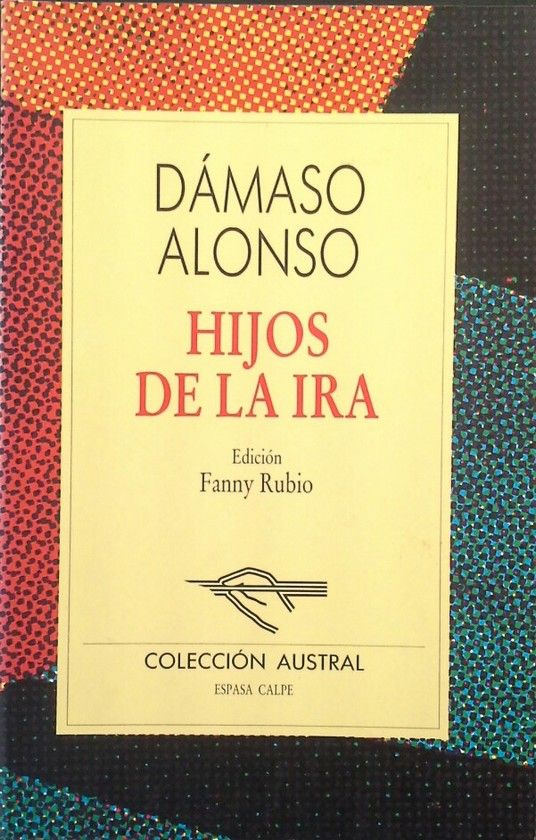 DÁMASO
ALONSO
HIJOS
DE LA IRA
Edición
Fanny Rubio
COLECCIÓN AUSTRAL
ESPASA CALPE